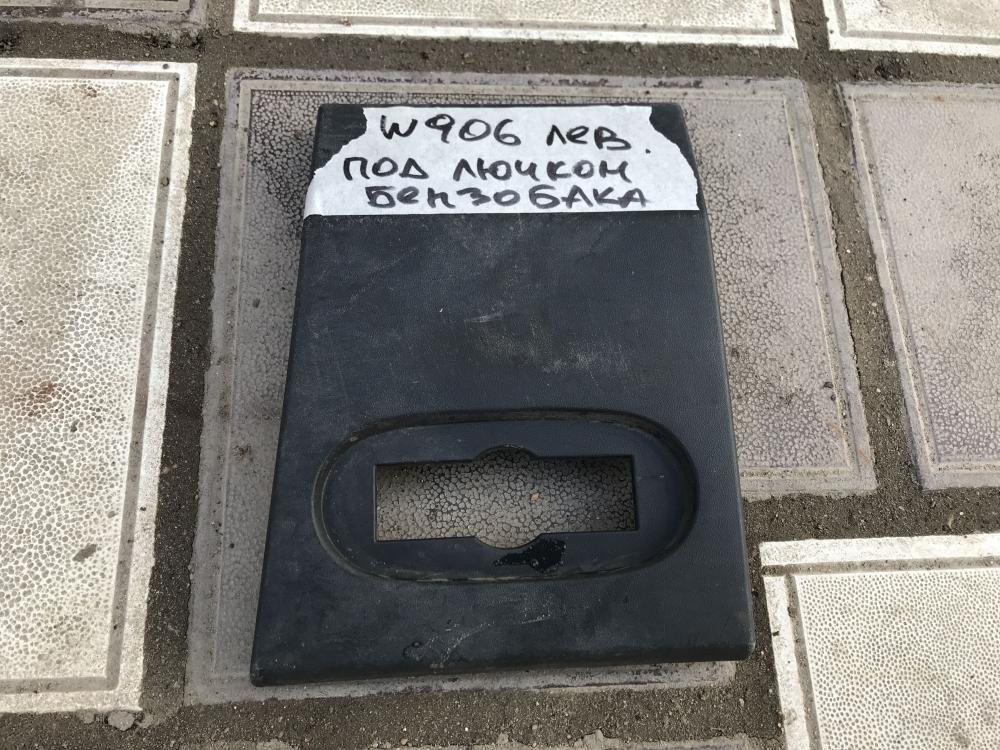 W906 лев.
под лючком
бензобака